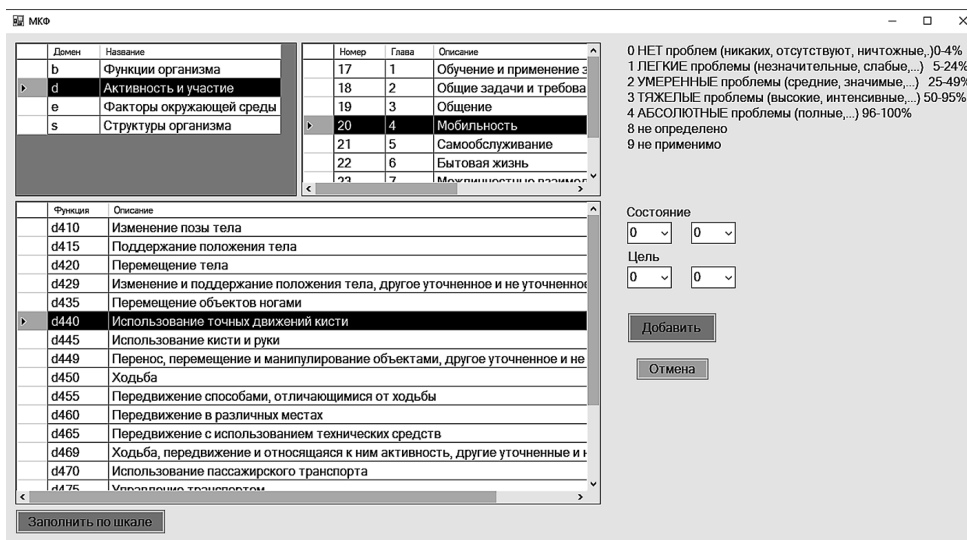 МКФ
Домен Название
b Функции организма
d Активность и участие
e Факторы окружающей среды
s Структуры организма
Номер Глава Описание
17 1 Обучение и применение з
18 2 Общие задачи и требова
19 3 Общение
20 4 Мобильность
21 5 Самообслуживание
22 6 Бытовая жизнь
23 7
0 НЕТ проблем (никаких, отсутствуют, ничтожные,.)0-4%
1 ЛЕГКИЕ проблемы (незначительные, слабые,...) 5-24%
2 УМЕРЕННЫЕ проблемы (средние, значимые,...) 25-49%
3 ТЯЖЕЛЫЕ проблемы (высокие, интенсивные,...) 50-95%
4 АБСОЛЮТНЫЕ проблемы (полные,...) 96-100%
8 не определено
9 не применимо
Функция Описание
d410 Изменение позы тела
d415 Поддержание положения тела
d420 Перемещение тела
d429 Изменение и поддержание положения тела, другое уточненное и не уточненное
d435 Перемещение объектов ногами
d440 Использование точных движений кисти
d445 Использование кисти и руки
d449 Перенос, перемещение и манипулирование объектами, другое уточненное и не
d450 Ходьба
d455 Передвижение способами, отличающимися от ходьбы
d460 Передвижение в различных местах
d465 Передвижение с использованием технических средств
d469 Ходьба, передвижение и относящаяся к ним активность, другие уточненные и н
d470 Использование пассажирского транспорта
d475 Управление транспортом
Состояние
0 0
Цель
0 0
Добавить
Отмена
Заполнить по шкале